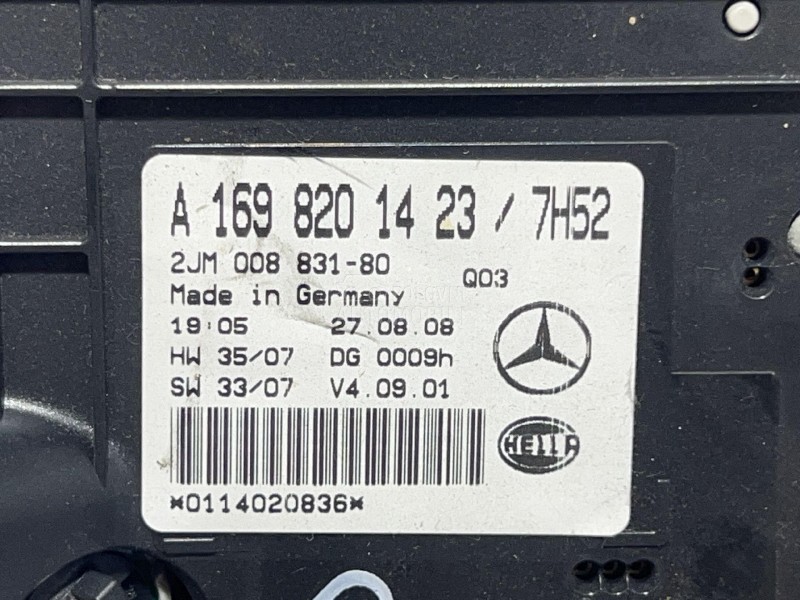 A 169 820 14 23 / 7H52
2JM 008 831-80 Q03
Made in Germany
19:05 27.08.08
HW 35/07 DG 0009h
SW 33/07 V4.09.01
HELLA
*0114020836*